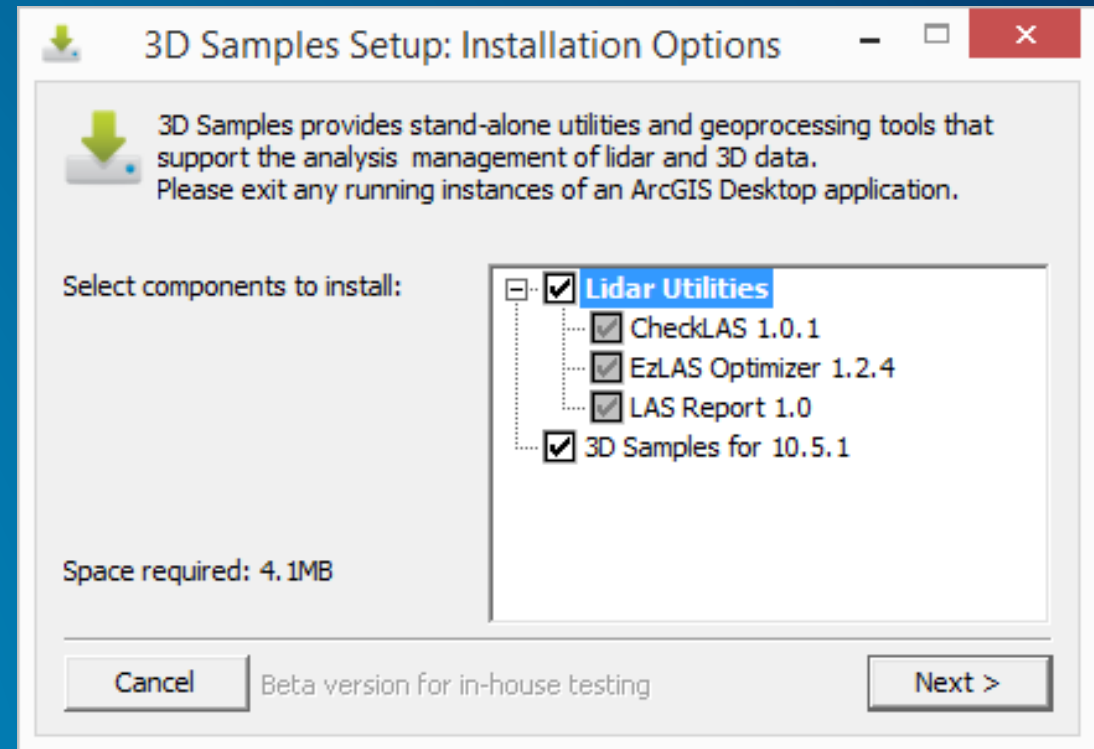 3D Samples Setup: Installation Options
3D Samples provides stand-alone utilities and geoprocessing tools that
support the analysis  management of lidar and 3D data.
Please exit any running instances of an ArcGIS Desktop application.
Select components to install:
Lidar Utilities
CheckLAS 1.0.1
EzLAS Optimizer 1.2.4
LAS Report 1.0
3D Samples for 10.5.1
Space required: 4.1MB
Cancel
Beta version for in-house testing
Next >